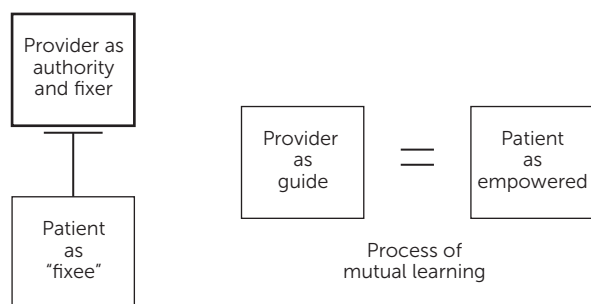 Provider as
authority
and fixer
Patient
as
"fixee"
Provider
as
guide
=
Patient
as
empowered
Process of
mutual learning